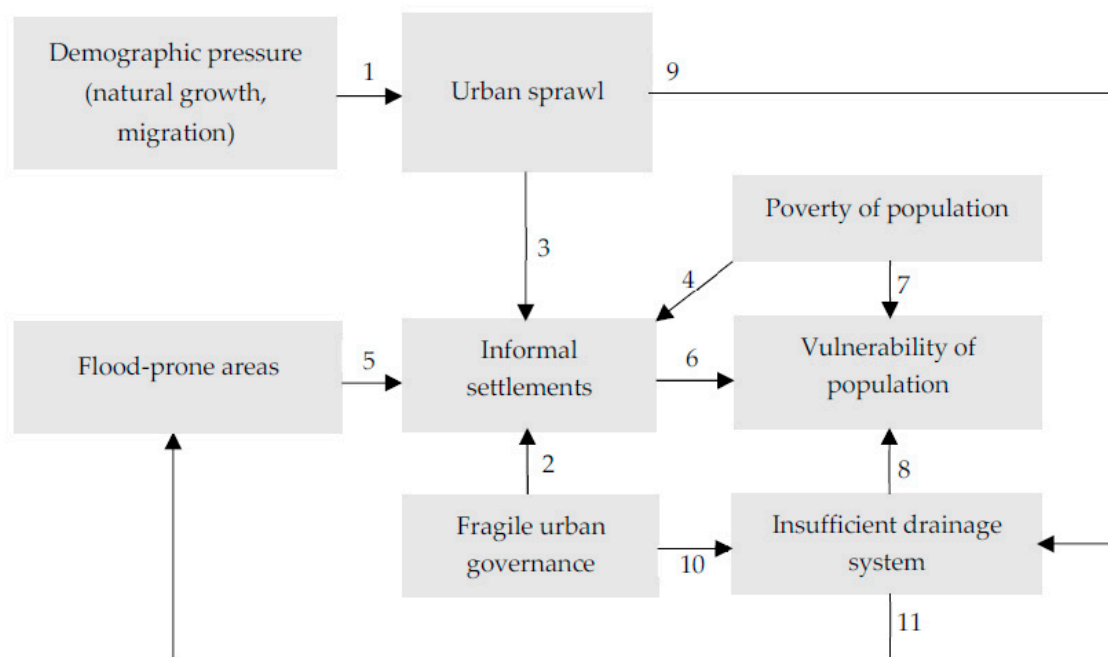 Demographic pressure
(natural growth,
migration)
1
Urban sprawl
9
3
Poverty of population
4
7
Flood-prone areas
5
Informal
settlements
6
Vulnerability of
population
2
8
Fragile urban
governance
10
Insufficient drainage
system
11